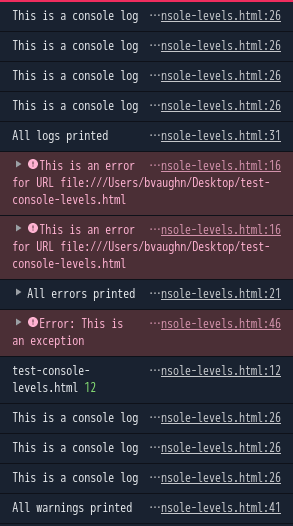 This is a console log …nsole-levels.html:26
This is a console log …nsole-levels.html:26
This is a console log …nsole-levels.html:26
This is a console log …nsole-levels.html:26
All logs printed …nsole-levels.html:31
This is an error …nsole-levels.html:16
for URL file:///Users/bvaughn/Desktop/test-
console-levels.html
This is an error …nsole-levels.html:16
for URL file:///Users/bvaughn/Desktop/test-
console-levels.html
All errors printed …nsole-levels.html:21
Error: This is …nsole-levels.html:46
an exception
test-console- …nsole-levels.html:12
levels.html 12
This is a console log …nsole-levels.html:26
This is a console log …nsole-levels.html:26
This is a console log …nsole-levels.html:26
All warnings printed …nsole-levels.html:41